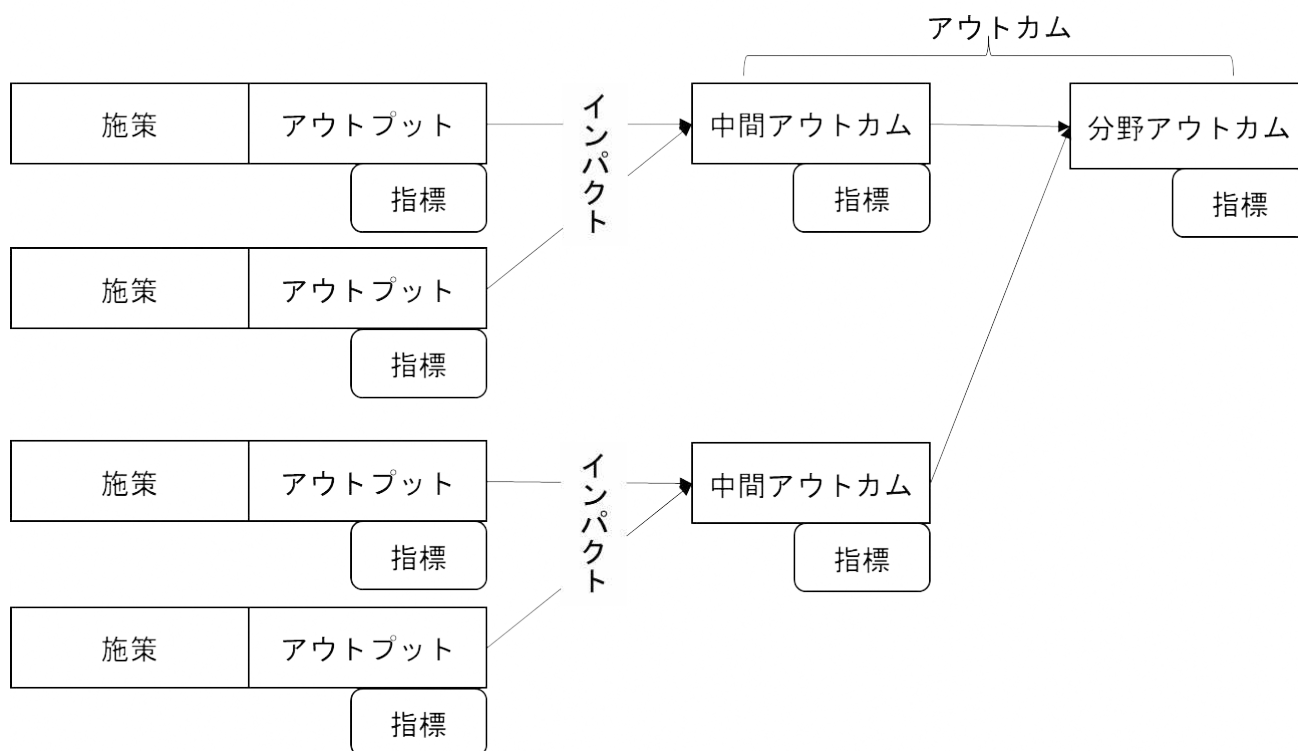 アウトカム
施策
アウトプット
指標
施策
アウトプット
指標
インパクト
中間アウトカム
指標
分野アウトカム
指標
施策
アウトプット
指標
施策
アウトプット
指標
インパクト
中間アウトカム
指標